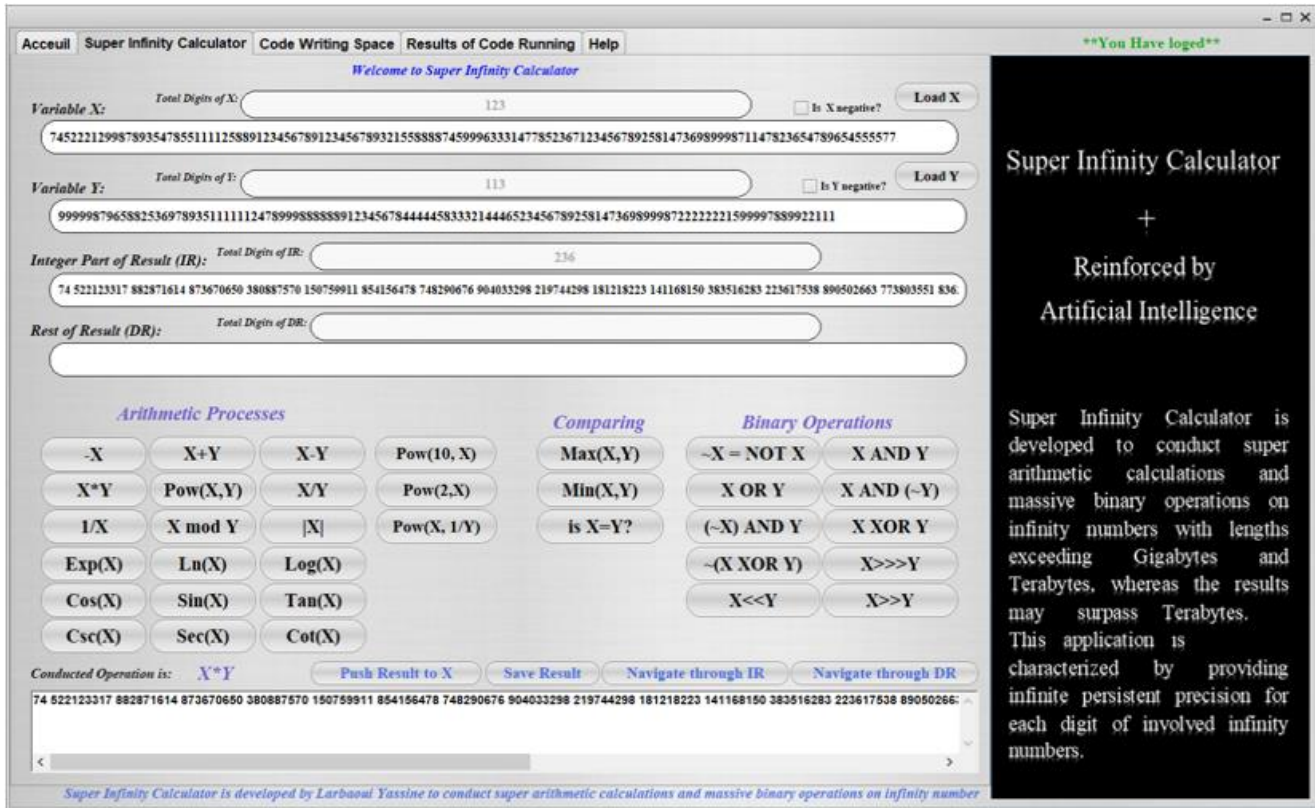 Acceuil Super Infinity Calculator Code Writing Space Results of Code Running Help
**You Have loged**
Welcome to Super Infinity Calculator
Variable X: Total Digits of X: 123 Is X negative? Load X
Variable Y: Total Digits of Y: 113 Is Y negative? Load Y
Integer Part of Result (IR): Total Digits of IR: 236
74 522123317 882871614 873670650 380887570 150759911 854156478 748290676 904033298 219744298 181218223 141168150 383516283 223617538 890502663 773803551 836
Rest of Result (DR): Total Digits of DR:
Arithmetic Processes
Comparing
Binary Operations
-X X+Y X-Y Pow(10, X) Max(X,Y) ~X = NOT X X AND Y
X*Y Pow(X,Y) X/Y Pow(2,X) Min(X,Y) X OR Y X AND (~Y)
1/X X mod Y |X| Pow(X, 1/Y) is X=Y? (~X) AND Y X XOR Y
Exp(X) Ln(X) Log(X) ~(X XOR Y) X>>>Y
Cos(X) Sin(X) Tan(X) X<<Y X>>Y
Csc(X) Sec(X) Cot(X)
Conducted Operation is: X*Y Push Result to X Save Result Navigate through IR Navigate through DR
74 522123317 882871614 873670650 380887570 150759911 854156478 748290676 904033298 219744298 181218223 141168150 383516283 223617538 89050266
Super Infinity Calculator is developed by Larbaoui Yassine to conduct super arithmetic calculations and massive binary operations on infinity number
Super Infinity Calculator
+
Reinforced by
Artificial Intelligence
Super Infinity Calculator is
developed to conduct super
arithmetic calculations and
massive binary operations on
infinity numbers with lengths
exceeding Gigabytes and
Terabytes, whereas the results
may surpass Terabytes.
This application is
characterized by providing
infinite persistent precision for
each digit of involved infinity
numbers.